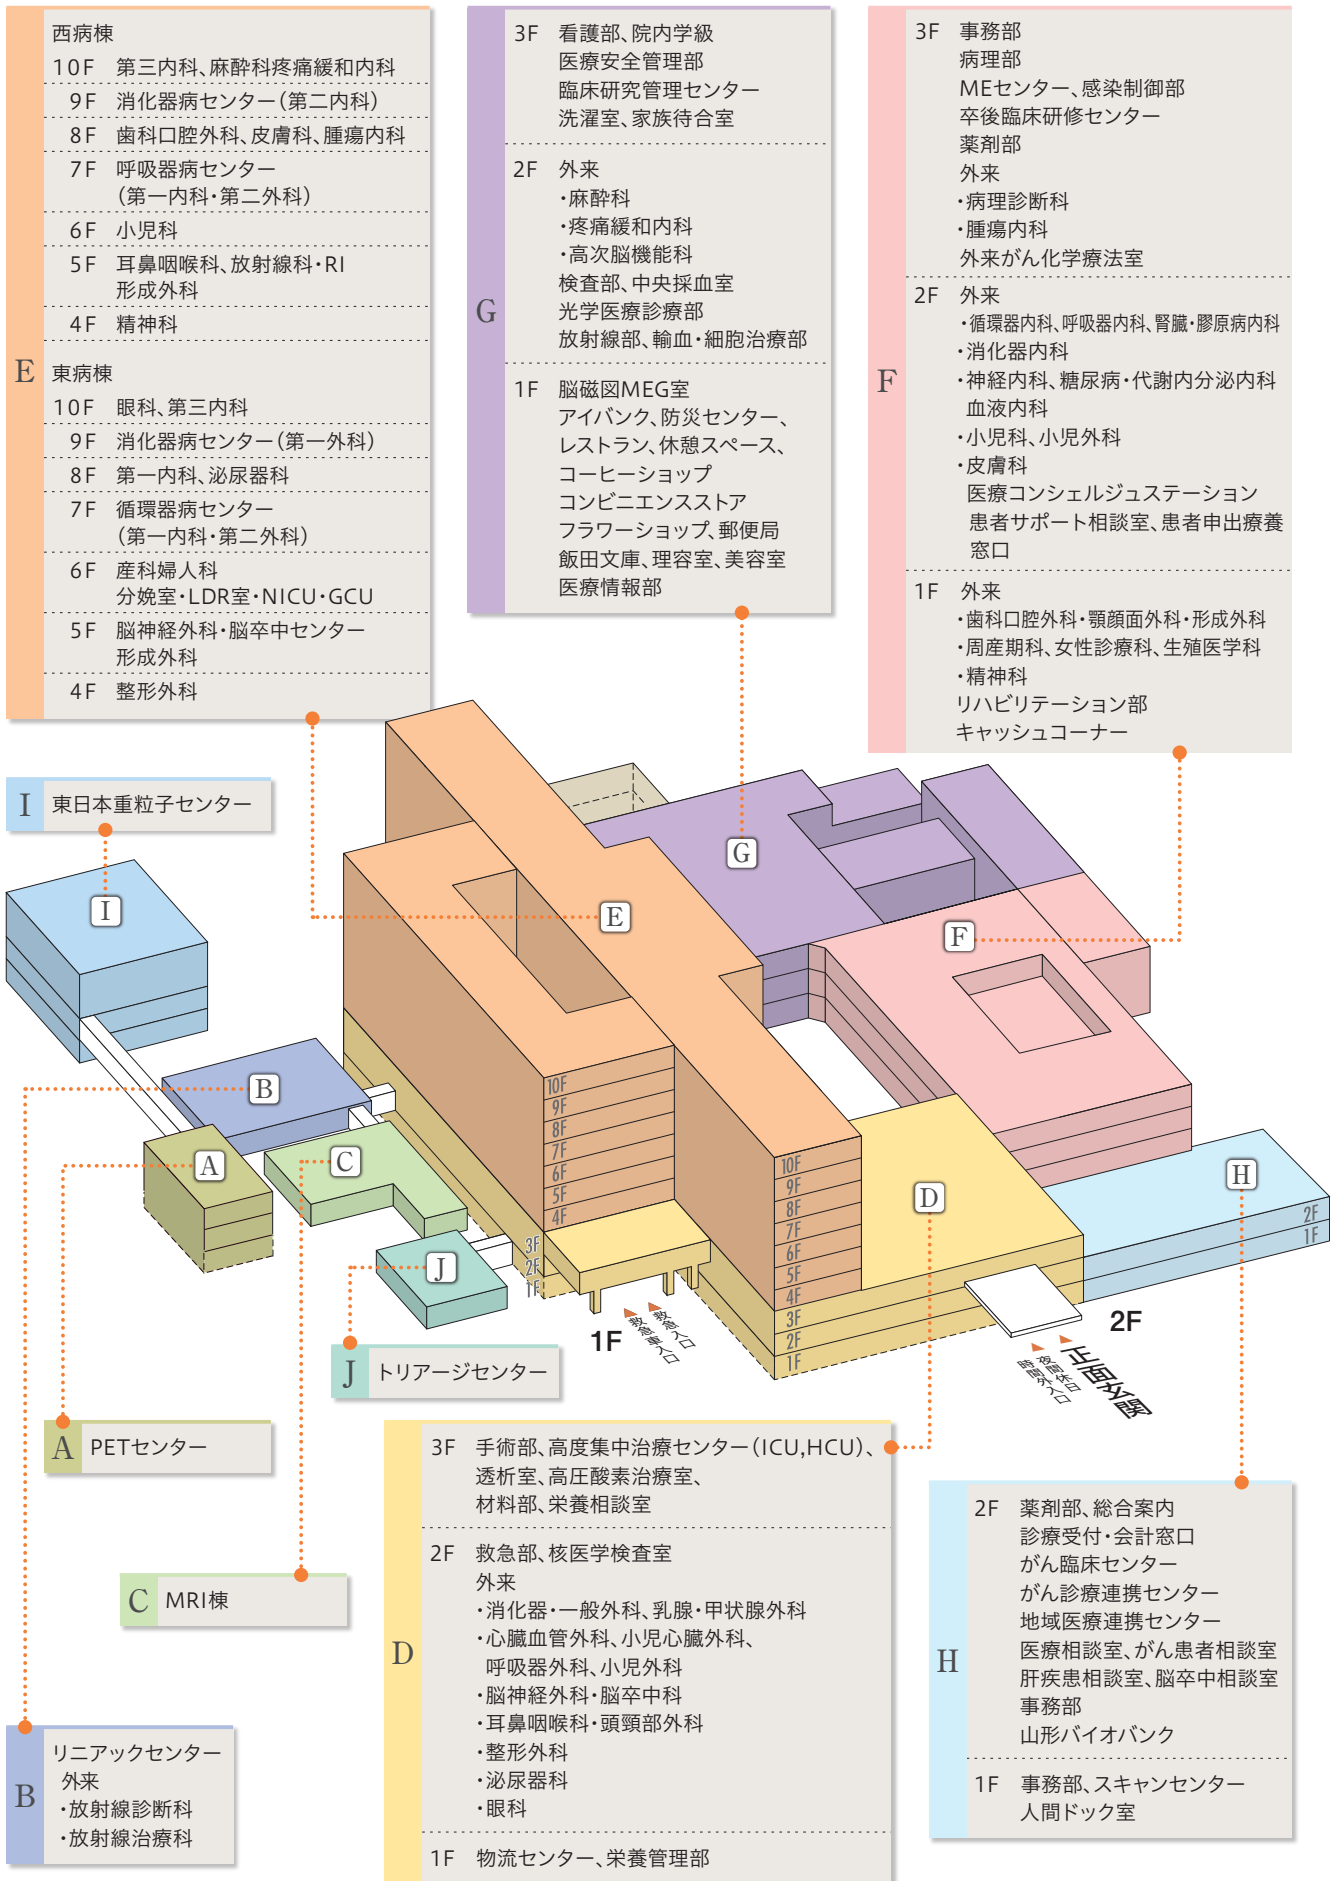 E
西病棟
10F 第三内科、麻酔科疼痛緩和内科
9F 消化器病センター(第二内科)
8F 歯科口腔外科、皮膚科、腫瘍内科
7F 呼吸器病センター
(第一内科・第二外科)
6F 小児科
5F 耳鼻咽喉科、放射線科・RI
形成外科
4F 精神科
東病棟
10F 眼科、第三内科
9F 消化器病センター(第一外科)
8F 第一内科、泌尿器科
7F 循環器病センター
(第一内科・第二外科)
6F 産科婦人科
分娩室・LDR室・NICU・GCU
5F 脳神経外科・脳卒中センター
形成外科
4F 整形外科
G
3F 看護部、院内学級
医療安全管理部
臨床研究管理センター
洗濯室、家族待合室
2F 外来
・麻酔科
・疼痛緩和内科
・高次脳機能科
検査部、中央採血室
光学医療診療部
放射線部、輸血・細胞治療部
1F 脳磁図MEG室
アイバンク、防災センター、
レストラン、休憩スペース、
コーヒーショップ
コンビニエンスストア
フラワーショップ、郵便局
飯田文庫、理容室、美容室
医療情報部
F
3F 事務部
病理部
MEセンター、感染制御部
卒後臨床研修センター
薬剤部
外来
・病理診断科
・腫瘍内科
外来がん化学療法室
2F 外来
・循環器内科、呼吸器内科、腎臓・膠原病内科
・消化器内科
・神経内科、糖尿病・代謝内分泌内科
血液内科
・小児科、小児外科
・皮膚科
医療コンシェルジュステーション
患者サポート相談室、患者申出療養
窓口
1F 外来
・歯科口腔外科・顎顔面外科・形成外科
・周産期科、女性診療科、生殖医学科
・精神科
リハビリテーション部
キャッシュコーナー
I 東日本重粒子センター
I
G
E
F
B
A
C
J
D
H
10F
9F
8F
7F
6F
5F
4F
3F
2F
1F
10F
9F
8F
7F
6F
5F
4F
3F
2F
1F
2F
1F
1F
救急車入口
救急入口
2F
正面玄関
夜間休日
時間外入口
J トリアージセンター
A PETセンター
C MRI棟
B
リニアックセンター
外来
・放射線診断科
・放射線治療科
D
3F 手術部、高度集中治療センター(ICU,HCU)、
透析室、高圧酸素治療室、
材料部、栄養相談室
2F 救急部、核医学検査室
外来
・消化器・一般外科、乳腺・甲状腺外科
・心臓血管外科、小児心臓外科、
呼吸器外科、小児外科
・脳神経外科・脳卒中科
・耳鼻咽喉科・頭頸部外科
・整形外科
・泌尿器科
・眼科
1F 物流センター、栄養管理部
H
2F 薬剤部、総合案内
診療受付・会計窓口
がん臨床センター
がん診療連携センター
地域医療連携センター
医療相談室、がん患者相談室
肝疾患相談室、脳卒中相談室
事務部
山形バイオバンク
1F 事務部、スキャンセンター
人間ドック室